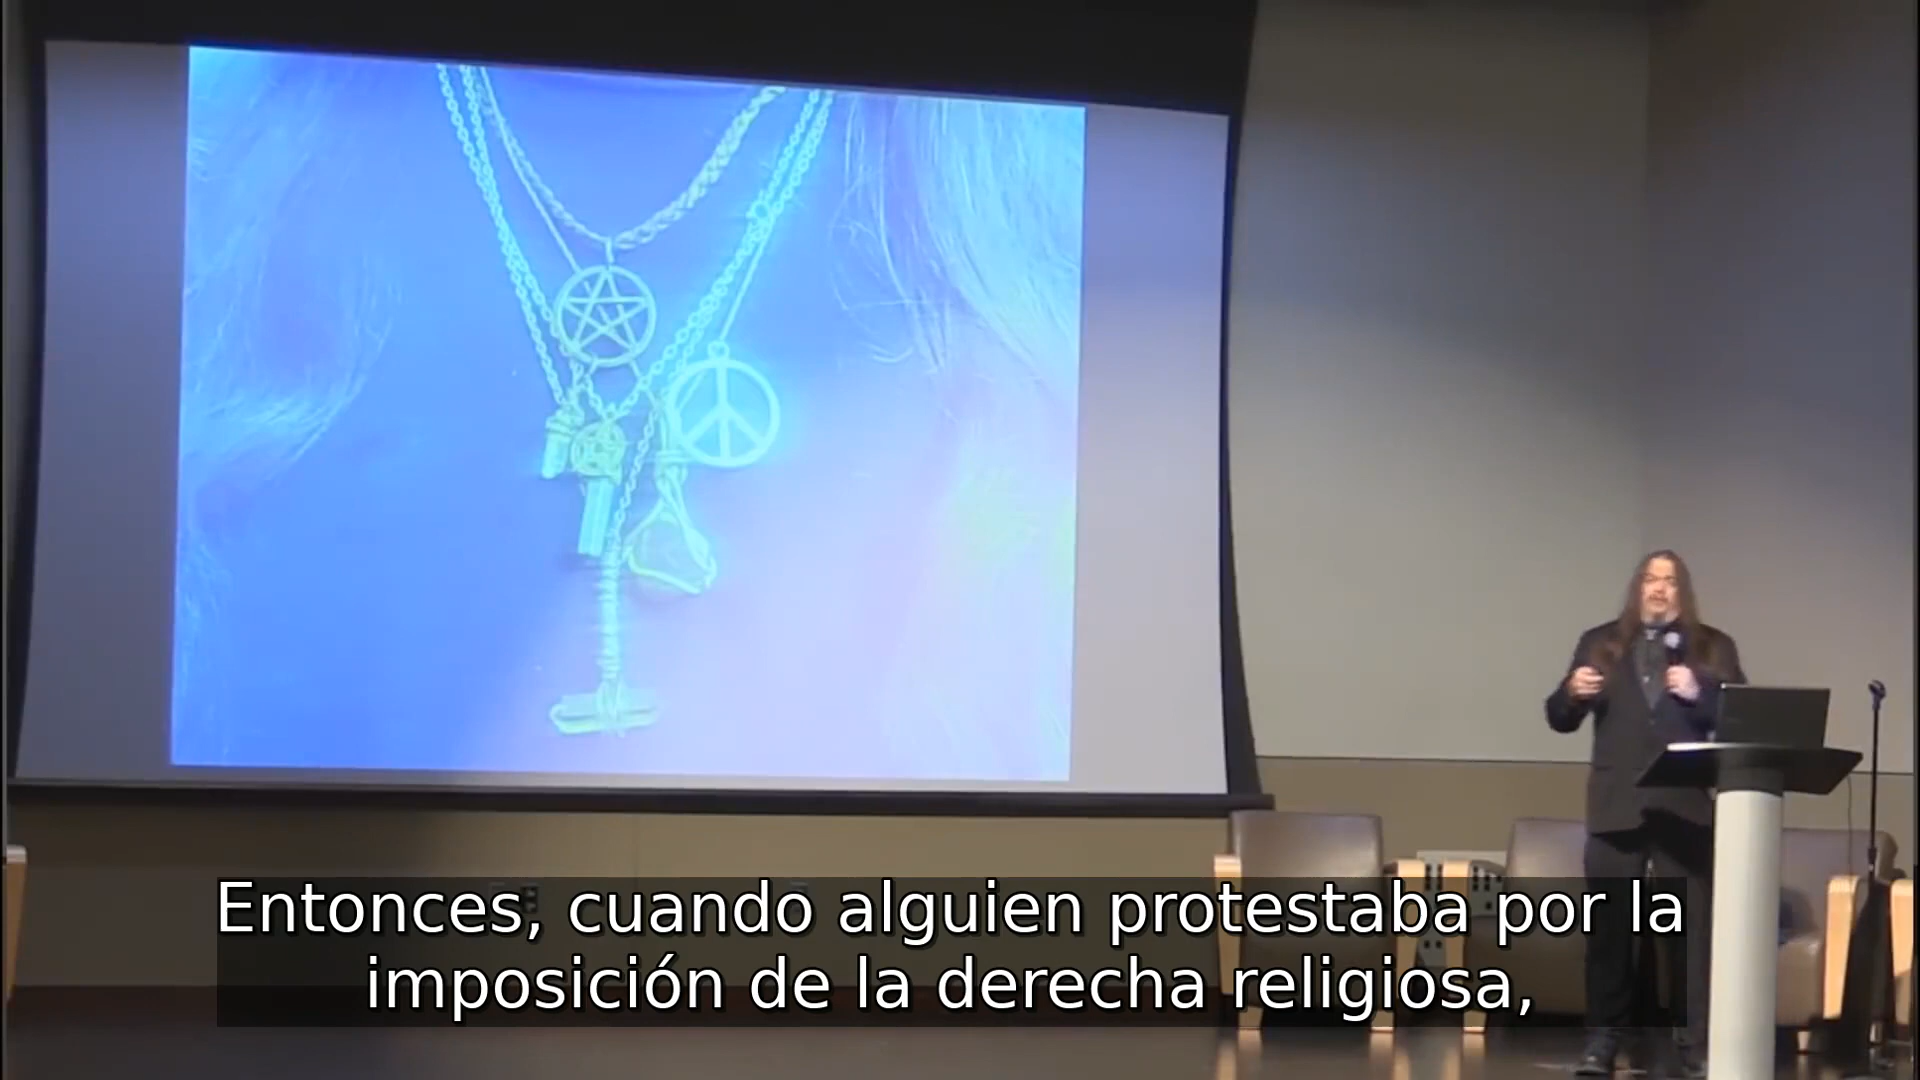 Entonces, cuando alguien protestaba por la
imposición de la derecha religiosa,